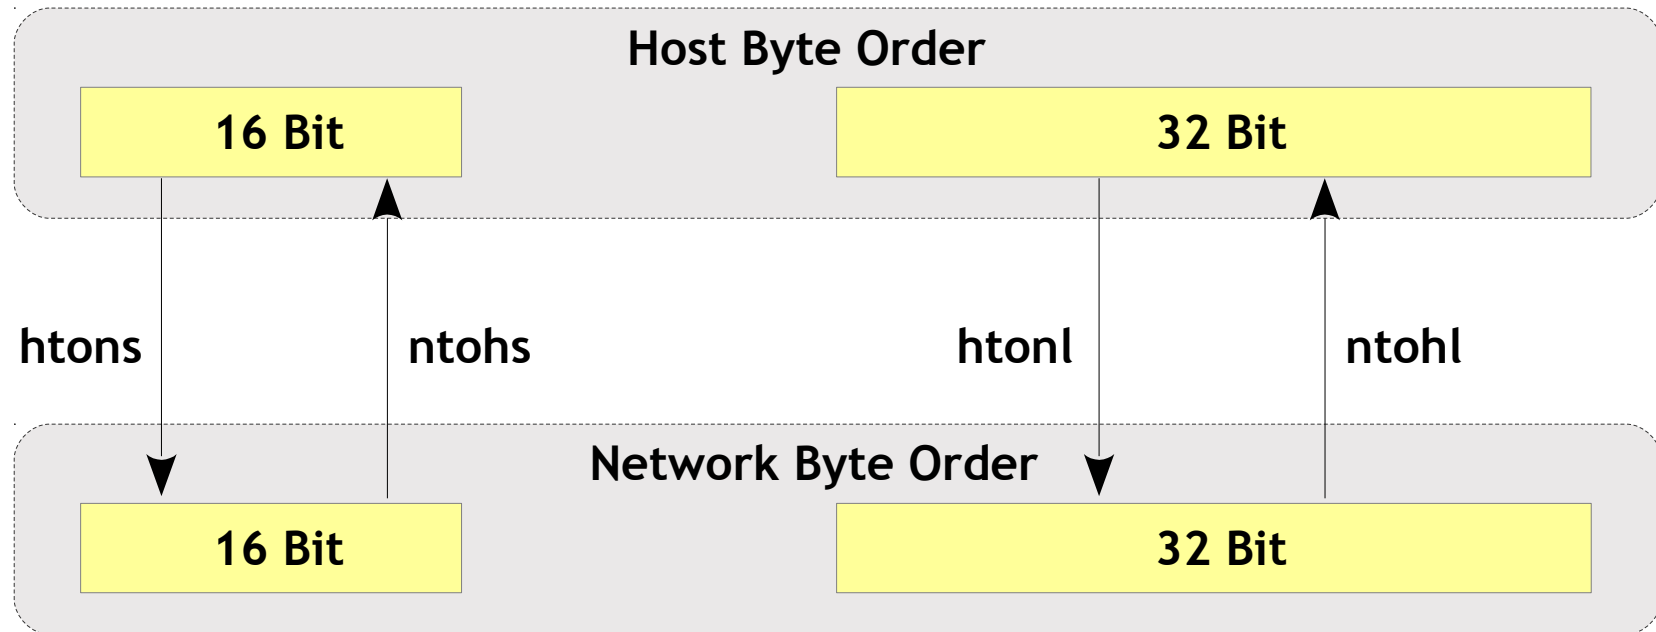 Host Byte Order
16 Bit
32 Bit
htons
ntohs
htonl
ntohl
Network Byte Order
16 Bit
32 Bit